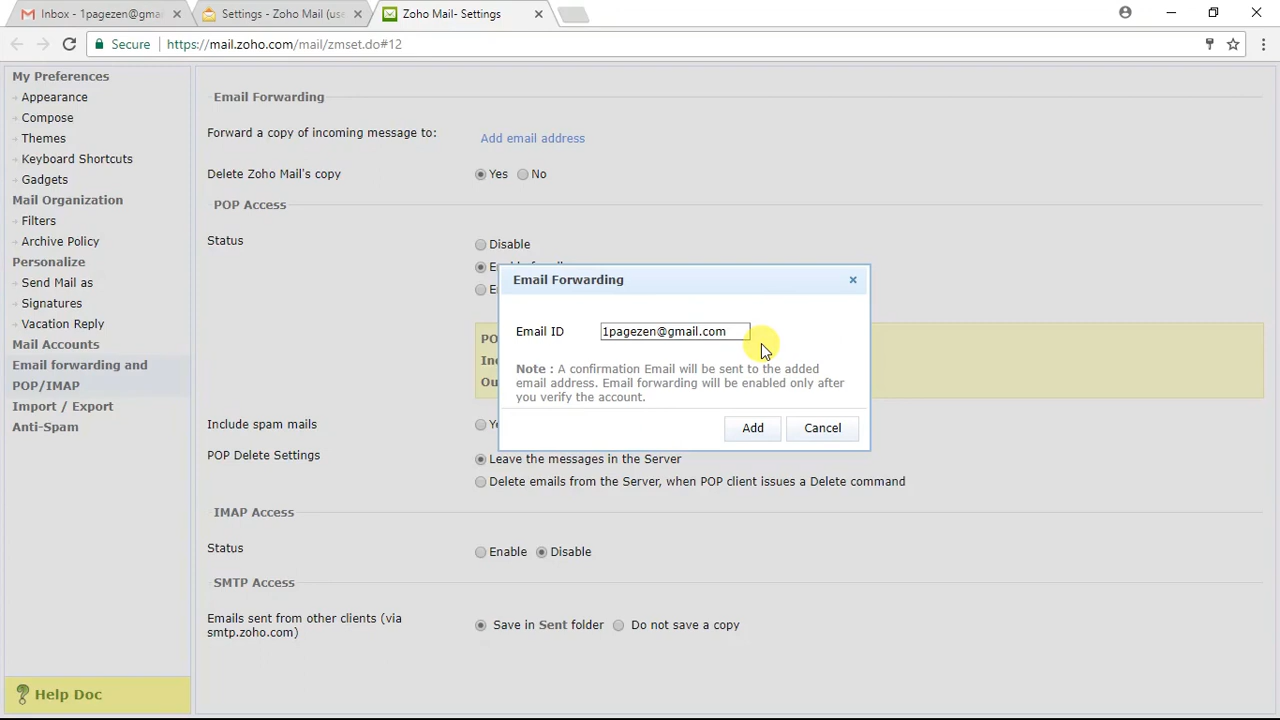 Inbox - 1pagezen@gma
Settings - Zoho Mail (use
Zoho Mail- Settings
Secure
https://mail.zoho.com/mail/zmset.do#12
My Preferences
Appearance
Compose
Themes
Keyboard Shortcuts
Gadgets
Mail Organization
Filters
Archive Policy
Personalize
Send Mail as
Signatures
Vacation Reply
Mail Accounts
Email forwarding and
POP/IMAP
Import / Export
Anti-Spam
Help Doc
Email Forwarding
Forward a copy of incoming message to:
Add email address
Delete Zoho Mail's copy
Yes No
POP Access
Status
Disable
Include spam mails
POP Delete Settings
Leave the messages in the Server
Delete emails from the Server, when POP client issues a Delete command
IMAP Access
Status
Enable Disable
SMTP Access
Emails sent from other clients (via
smtp.zoho.com)
Save in Sent folder Do not save a copy
Email Forwarding
Email ID
1pagezen@gmail.com
Note : A confirmation Email will be sent to the added
email address. Email forwarding will be enabled only after
you verify the account.
Add Cancel